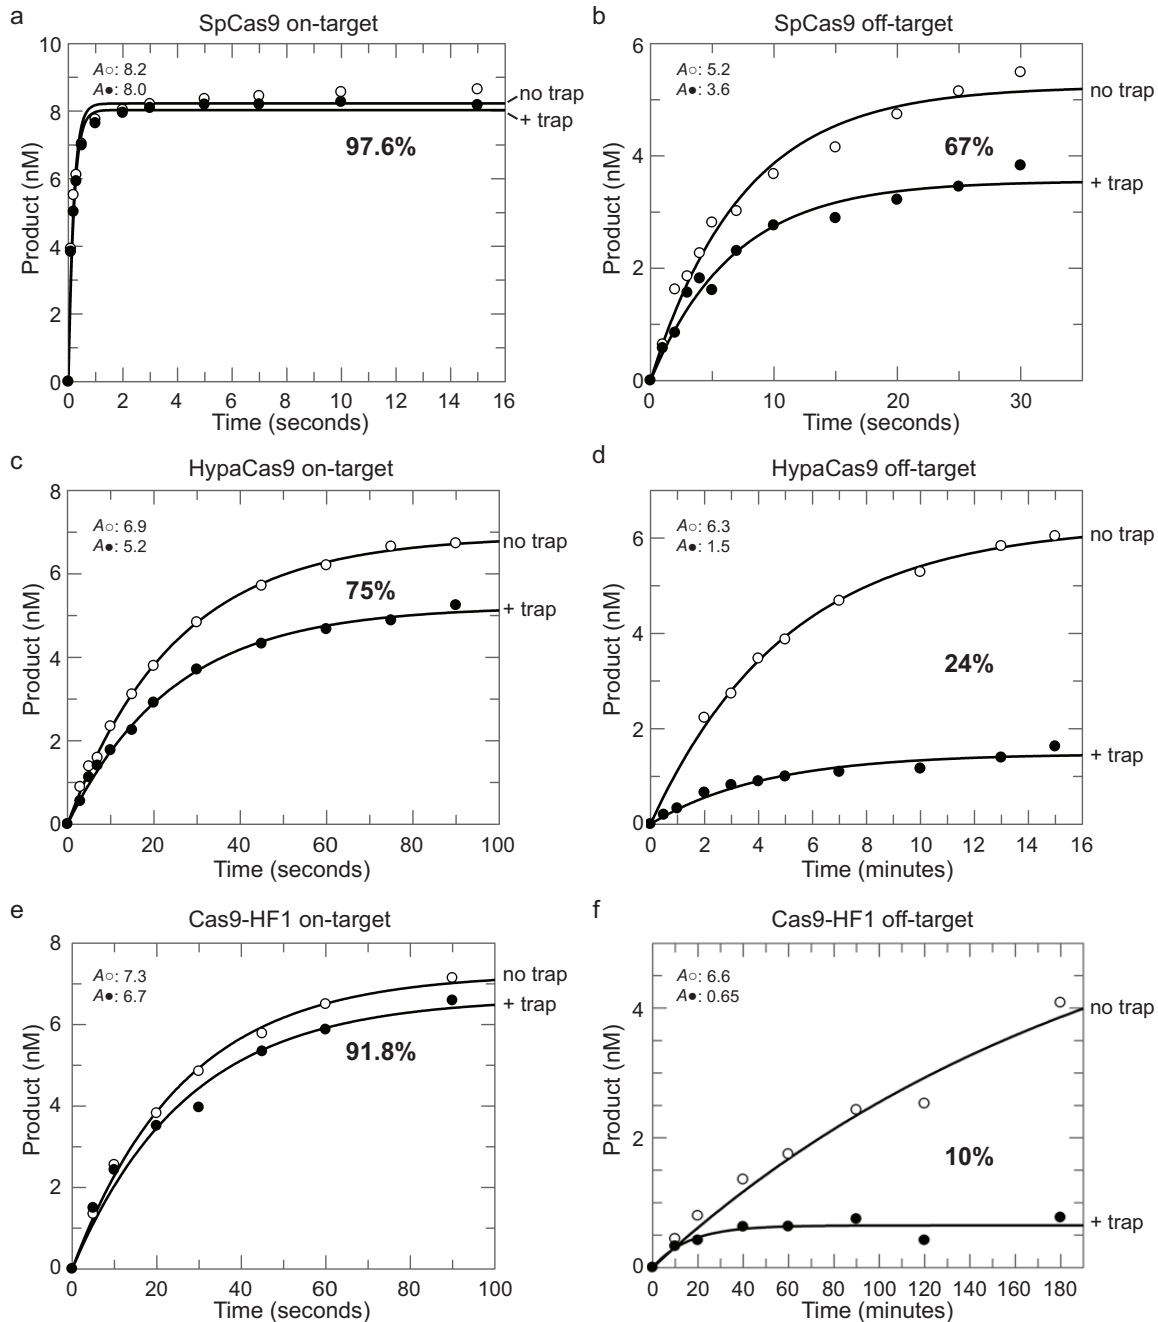 a
SpCas9 on-target
10
8
6
4
2
0
A○: 8.2
A●: 8.0
no trap
+ trap
97.6%
Product (nM)
0 2 4 6 8 10 12 14 16
Time (seconds)
b
SpCas9 off-target
6
4
2
0
A○: 5.2
A●: 3.6
no trap
67%
+ trap
Product (nM)
0 10 20 30
Time (seconds)
c
HypaCas9 on-target
8
6
4
2
0
A○: 6.9
A●: 5.2
no trap
75%
+ trap
Product (nM)
0 20 40 60 80 100
Time (seconds)
d
HypaCas9 off-target
6
4
2
0
A○: 6.3
A●: 1.5
no trap
24%
+ trap
Product (nM)
0 2 4 6 8 10 12 14 16
Time (minutes)
e
Cas9-HF1 on-target
8
6
4
2
0
A○: 7.3
A●: 6.7
no trap
+ trap
91.8%
Product (nM)
0 20 40 60 80 100
Time (seconds)
f
Cas9-HF1 off-target
4
2
0
A○: 6.6
A●: 0.65
no trap
10%
+ trap
Product (nM)
0 20 40 60 80 100 120 140 160 180
Time (minutes)